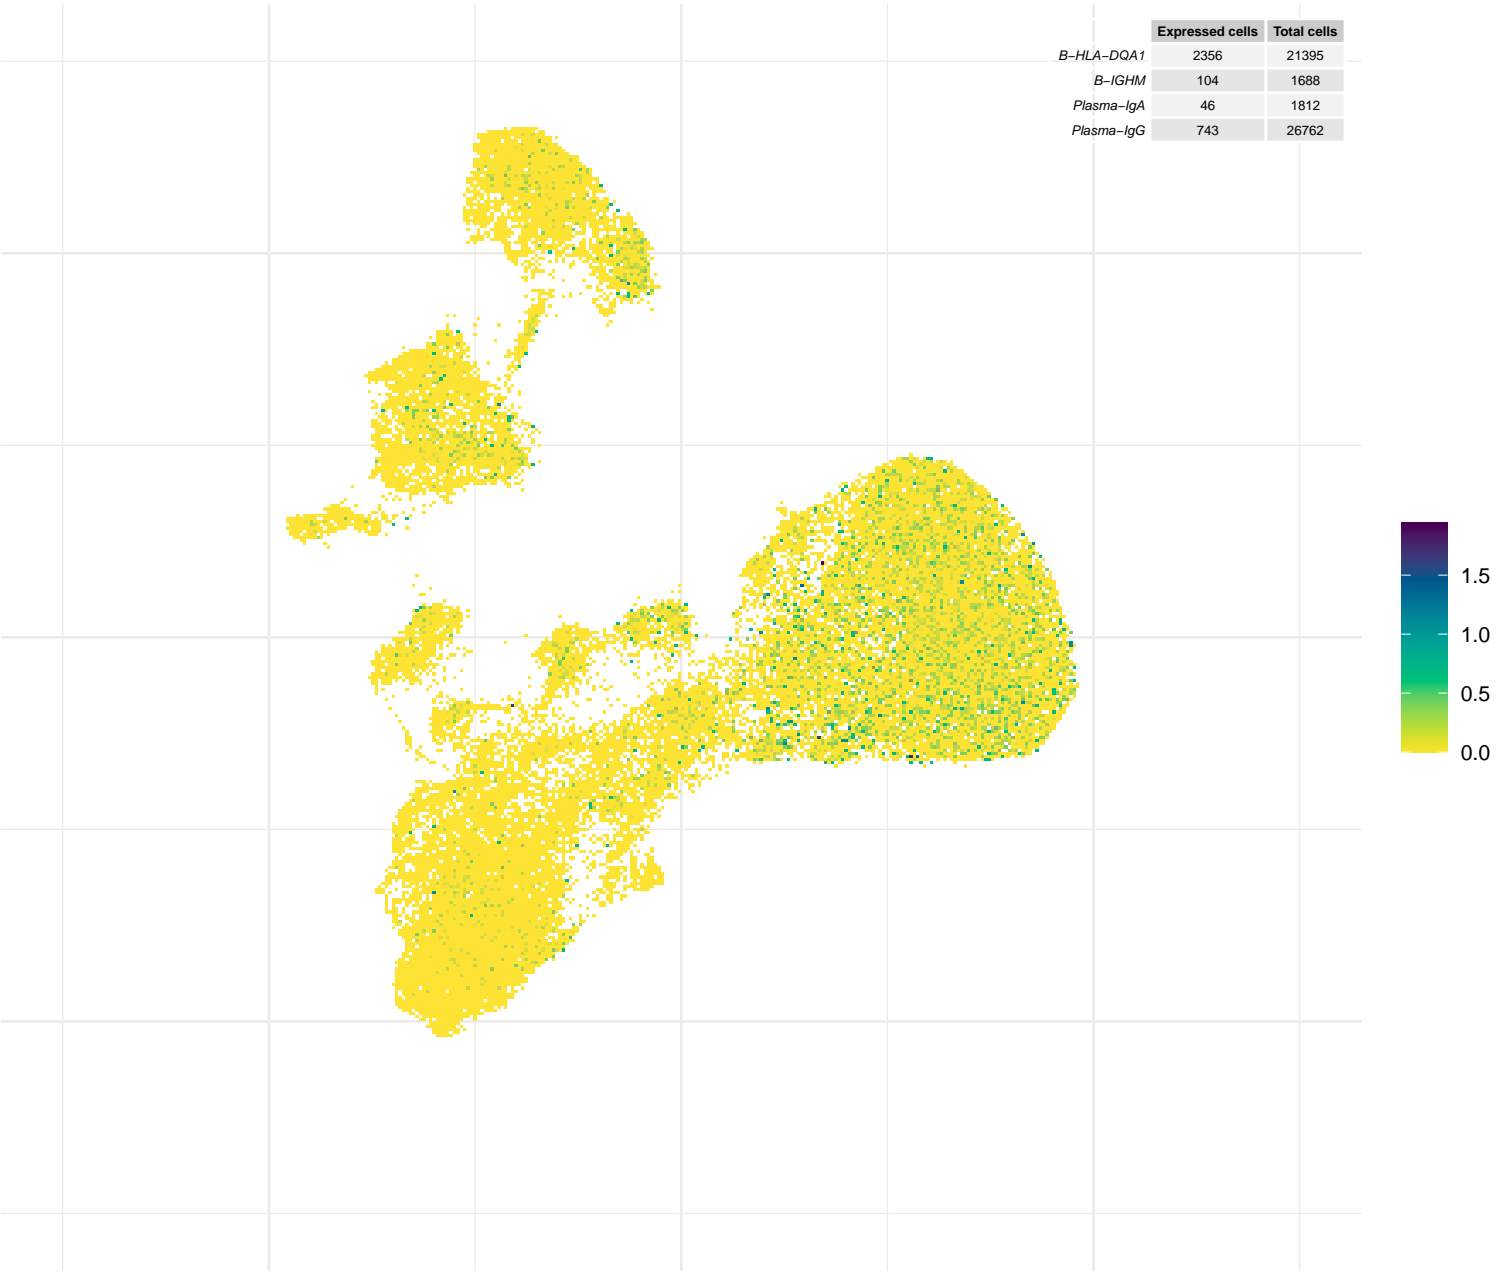 Expressed cells Total cells
B−HLA−DQA1 2356 21395
B−IGHM 104 1688
Plasma−IgA 46 1812
Plasma−IgG 743 26762
1.5
1.0
0.5
0.0